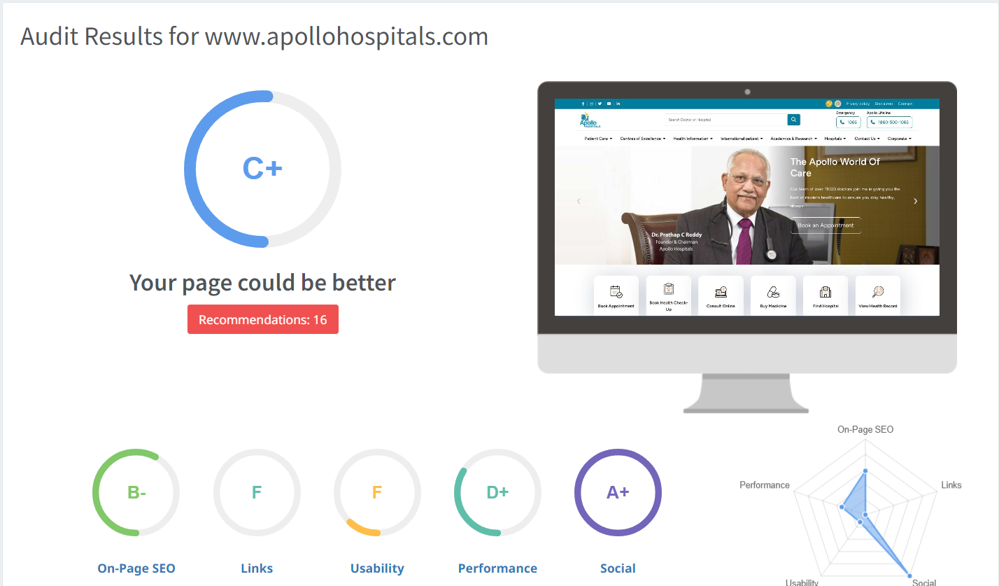 Audit Results for www.apollohospitals.com
C+
Your page could be better
Recommendations: 16
Privacy policy Disclaimer Contact
Apollo
HOSPITALS
Search Doctor or Hospital
Emergency
1066
Apollo Lifeline
1860-500-1066
Patient Care Centres of Excellence Health Information International patient Academics & Research Hospitals Contact Us Corporate
The Apollo World Of
Care
Our team of over 11000 doctors join me in giving you the
best of modern healthcare to ensure you stay healthy,
always
Book an Appointment
Dr. Prathap C Reddy
Founder & Chairman
Apollo Hospitals
Book Appointment
Book Health Check-
Up
Consult Online
Buy Medicine
Find Hospital
View Health Record
B-
On-Page SEO
F
Links
F
Usability
D+
Performance
A+
Social
On-Page SEO
Performance
Links
Usability
Social